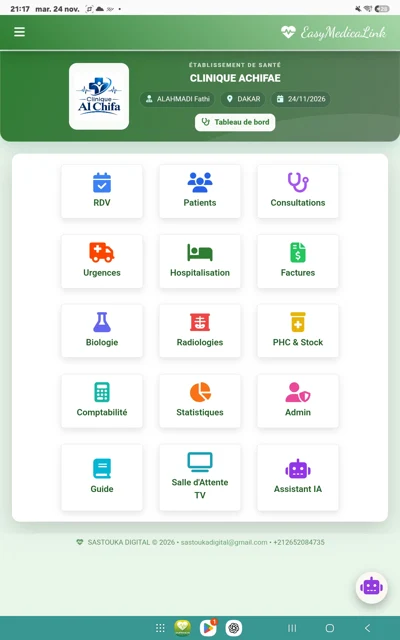 21:17 mar. 24 nov.
EasyMedicaLink
ÉTABLISSEMENT DE SANTÉ
CLINIQUE ACHIFAE
Clinique
Al Chifa
ALAHMADI Fathi
DAKAR
24/11/2026
Tableau de bord
RDV
Patients
Consultations
Urgences
Hospitalisation
Factures
Biologie
Radiologies
PHC & Stock
Comptabilité
Statistiques
Admin
Guide
Salle d'Attente
TV
Assistant IA
SASTOUKA DIGITAL © 2026 • sastoukadigital@gmail.com • +212652084735